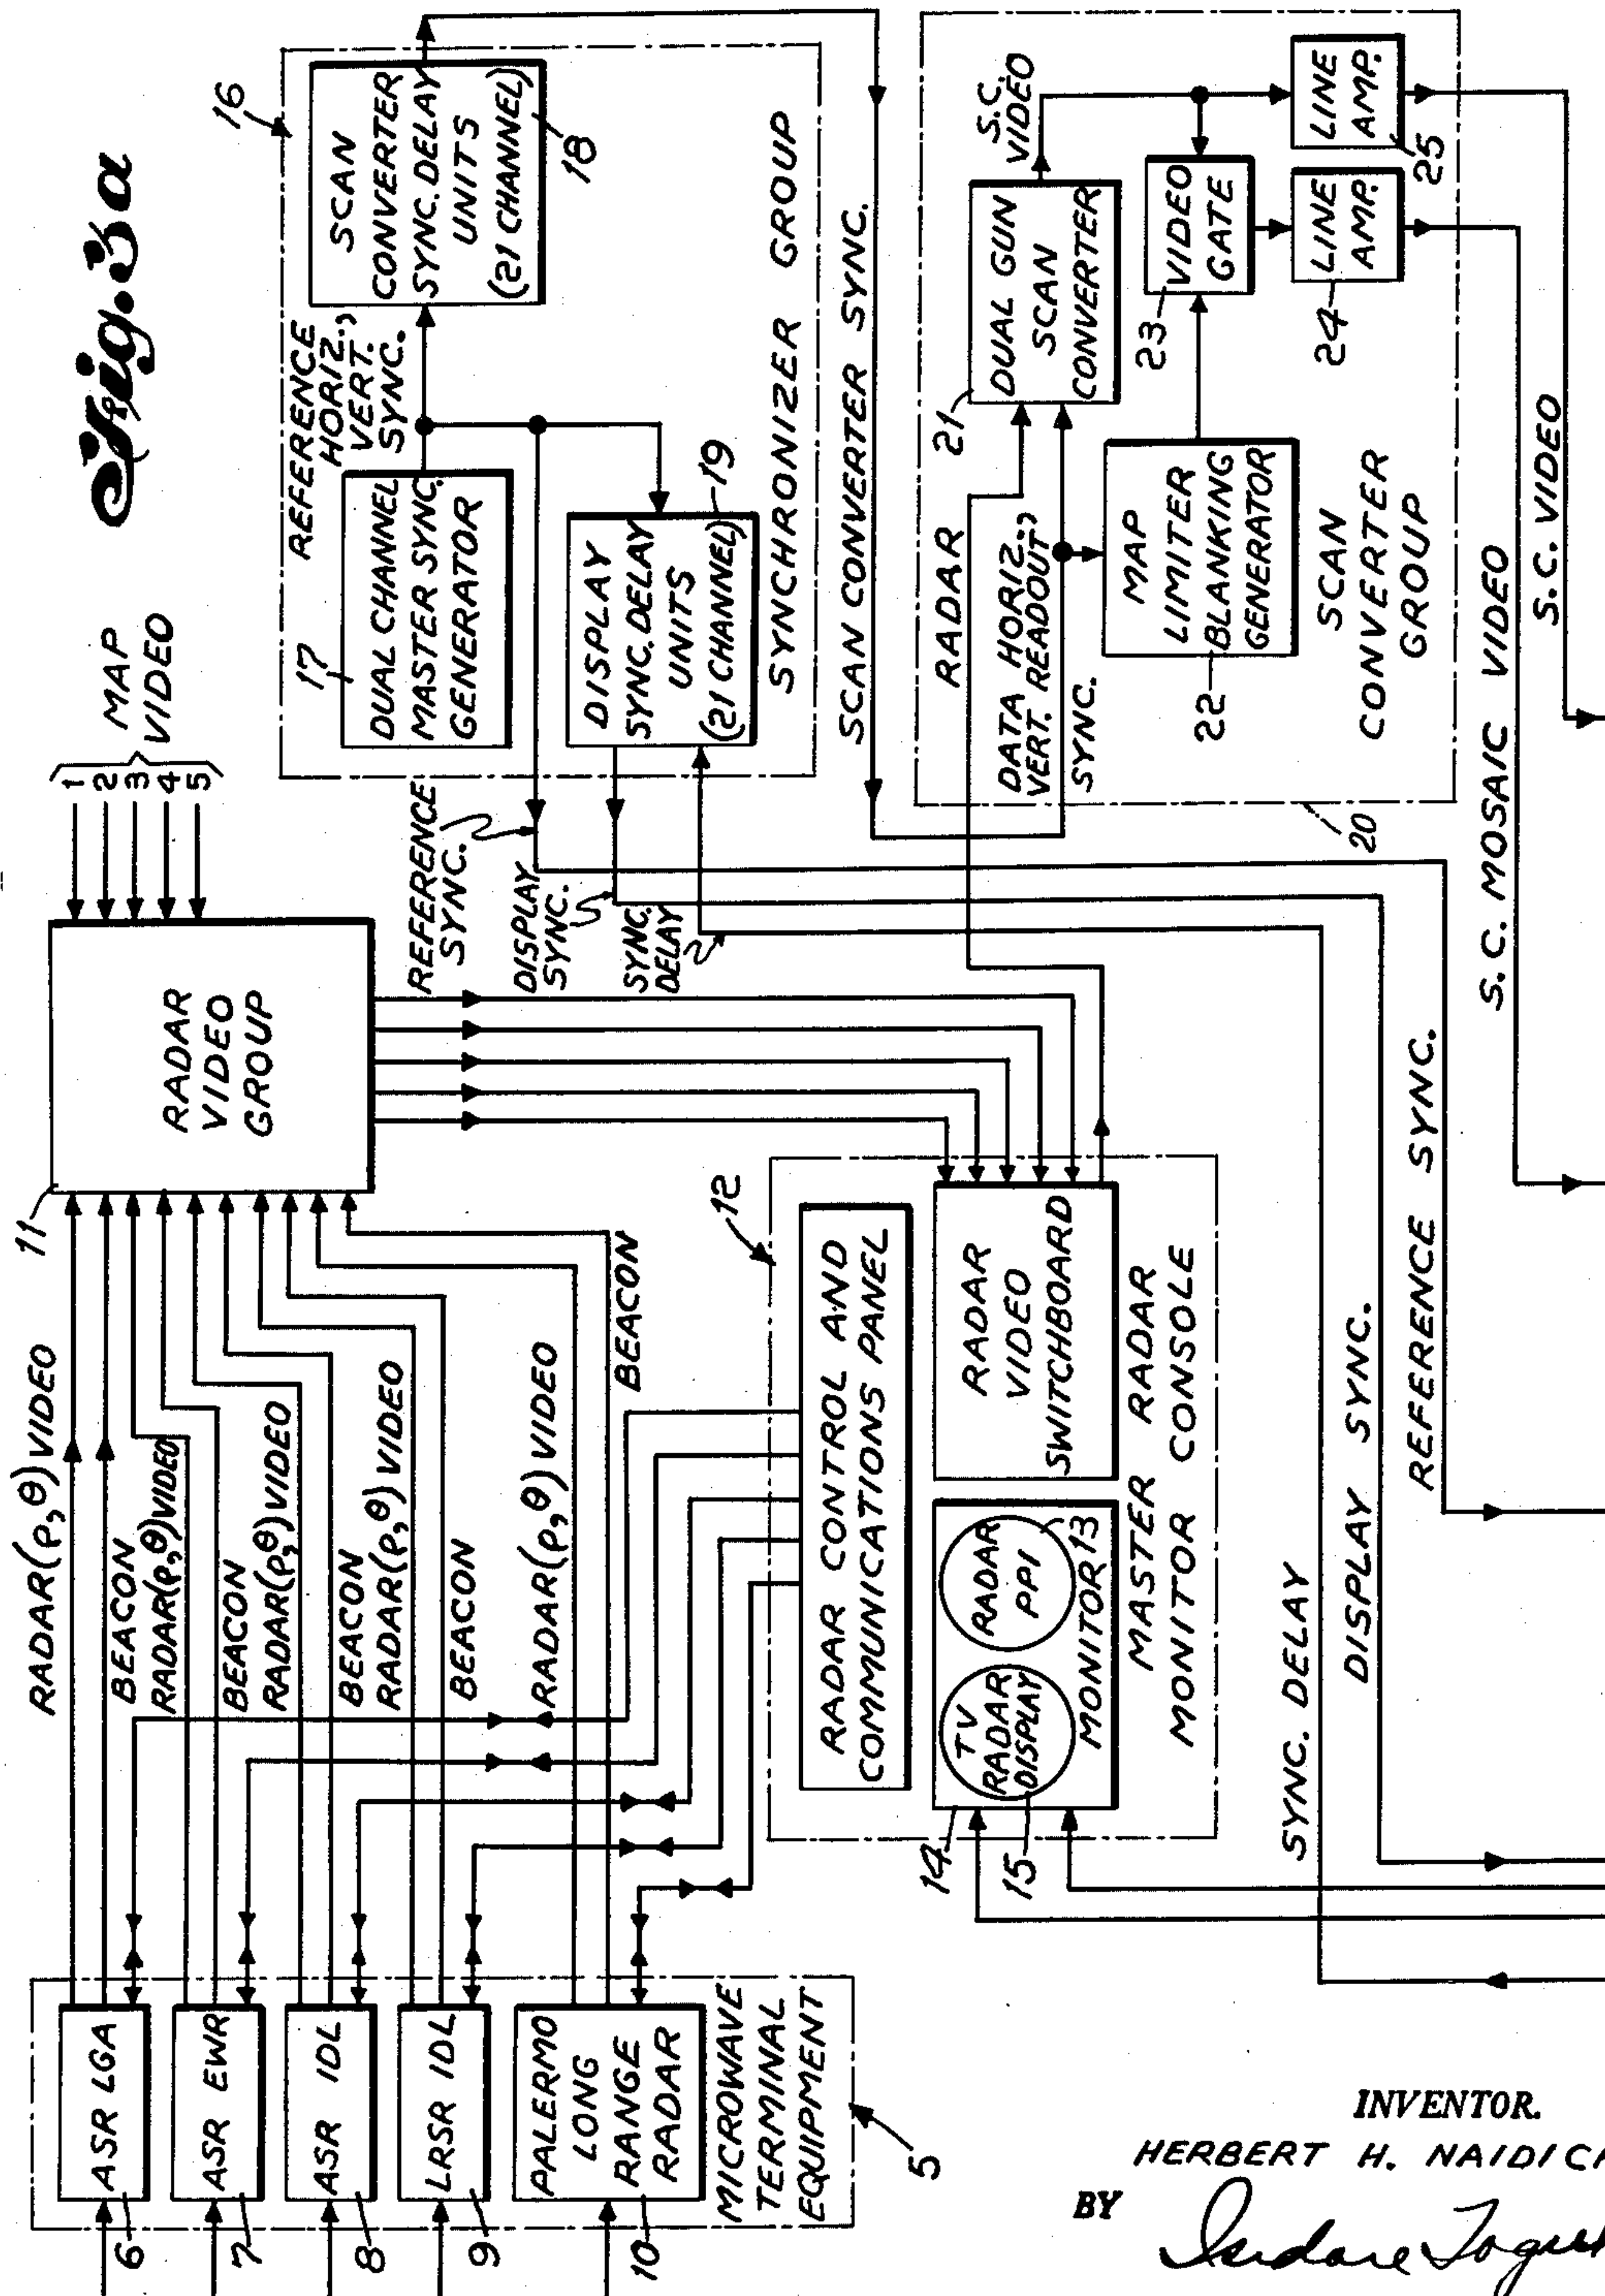 Fig. 3a
MAP
VIDEO
1
2
3
4
5
11
RADAR
VIDEO
GROUP
RADAR (ρ,θ) VIDEO
BEACON
RADAR (ρ,θ) VIDEO
BEACON
RADAR (ρ,θ) VIDEO
BEACON
RADAR (ρ,θ) VIDEO
BEACON
RADAR (ρ,θ) VIDEO
BEACON
ASR LGA
6
ASR EWR
7
ASR IDL
8
LRSR IDL
9
PALERMO
LONG
RANGE
RADAR
10
MICROWAVE
TERMINAL
EQUIPMENT
5
12
RADAR CONTROL AND
COMMUNICATIONS PANEL
TV
RADAR
DISPLAY
RADAR
PPI
MONITOR
13
14
15
RADAR
VIDEO
SWITCHBOARD
MASTER RADAR
MONITOR CONSOLE
16
REFERENCE
HORIZ.,
VERT.
SYNC.
17
DUAL CHANNEL
MASTER SYNC.
GENERATOR
SCAN
CONVERTER
SYNC. DELAY
UNITS
(21 CHANNEL)
18
DISPLAY
SYNC. DELAY
UNITS
(21 CHANNEL)
19
SYNCHRONIZER GROUP
REFERENCE
SYNC.
DISPLAY
SYNC.
SYNC.
DELAY
SCAN CONVERTER SYNC.
RADAR
DATA HORIZ.,
VERT. READOUT
SYNC.
21
DUAL GUN
SCAN
CONVERTER
S.C.
VIDEO
MAP
LIMITER
BLANKING
GENERATOR
22
23
VIDEO
GATE
24
LINE
AMP.
LINE
AMP.
25
SCAN
CONVERTER
GROUP
20
SYNC. DELAY
DISPLAY SYNC.
REFERENCE SYNC.
S. C. MOSAIC VIDEO
S. C. VIDEO
INVENTOR.
HERBERT H. NAIDICH
BY